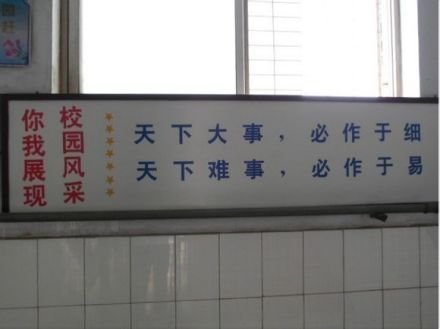 校园风采
你我展现
天下大事，必作于细
天下难事，必作于易